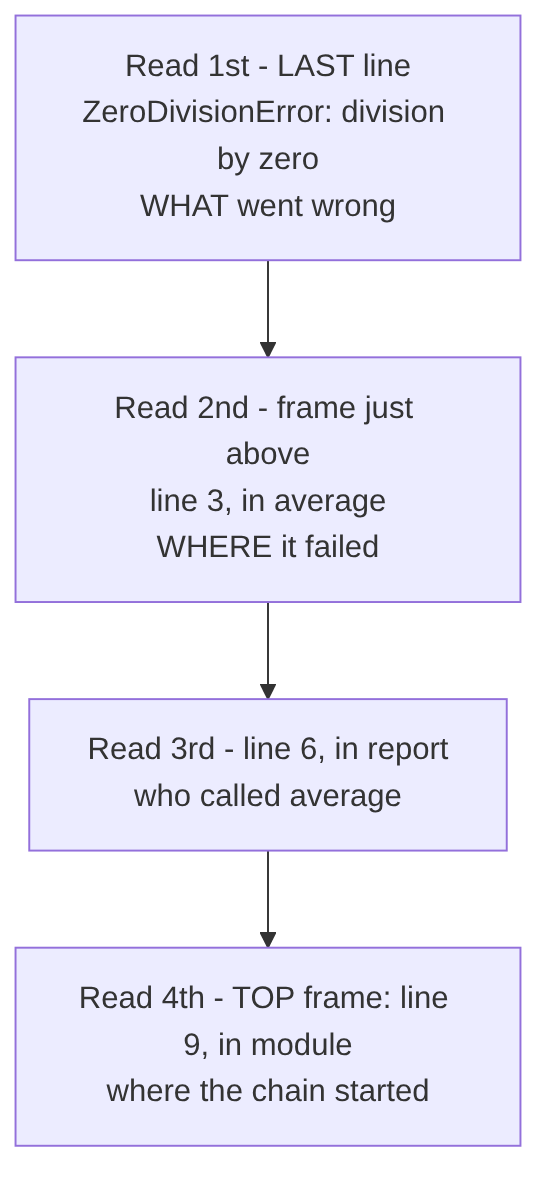 Read 1st - LAST line
ZeroDivisionError: division
by zero
WHAT went wrong
Read 2nd - frame just
above
line 3, in average
WHERE it failed
Read 3rd - line 6, in report
who called average
Read 4th - TOP frame: line
9, in module
where the chain started